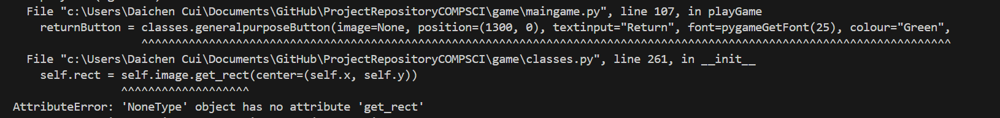 File "c:\Users\Daichen Cui\Documents\GitHub\ProjectRepositoryCOMPSCI\game\maingame.py", line 107, in playGame
returnButton = classes.generalpurposeButton(image=None, position=(1300, 0), textinput="Return", font=pygameGetFont(25), colour="Green",
^^^^^^^^^^^^^^^^^^^^^^^^^^^^^^^^^^^^^^^^^^^^^^^^^^^^^^^^^^^^^^^^^^^^^^^^^^^^^^^^^^^^^^^^^^^^^^^^^^^^^^^^^^^^^^^^^^^^^^^^
File "c:\Users\Daichen Cui\Documents\GitHub\ProjectRepositoryCOMPSCI\game\classes.py", line 261, in __init__
self.rect = self.image.get_rect(center=(self.x, self.y))
^^^^^^^^^^^^^^^^^^^
AttributeError: 'NoneType' object has no attribute 'get_rect'